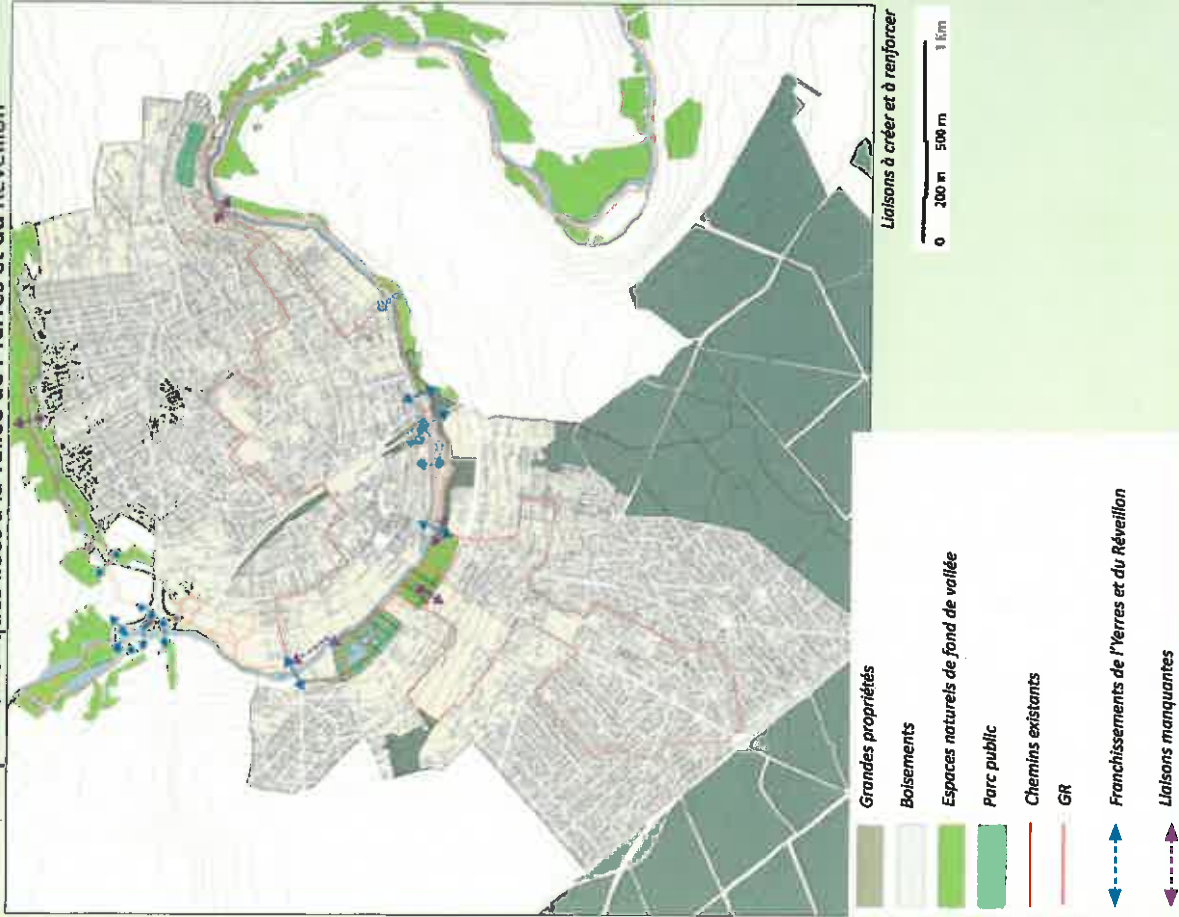 Liaisons à créer et à renforcer
0 200 m 500 m 1 Km
Grandes propriétés
Boisements
Espaces naturels de fond de vallée
Parc public
Chemins existants
GR
Franchissements de l'Yerres et du Réveillon
Liaisons manquantes